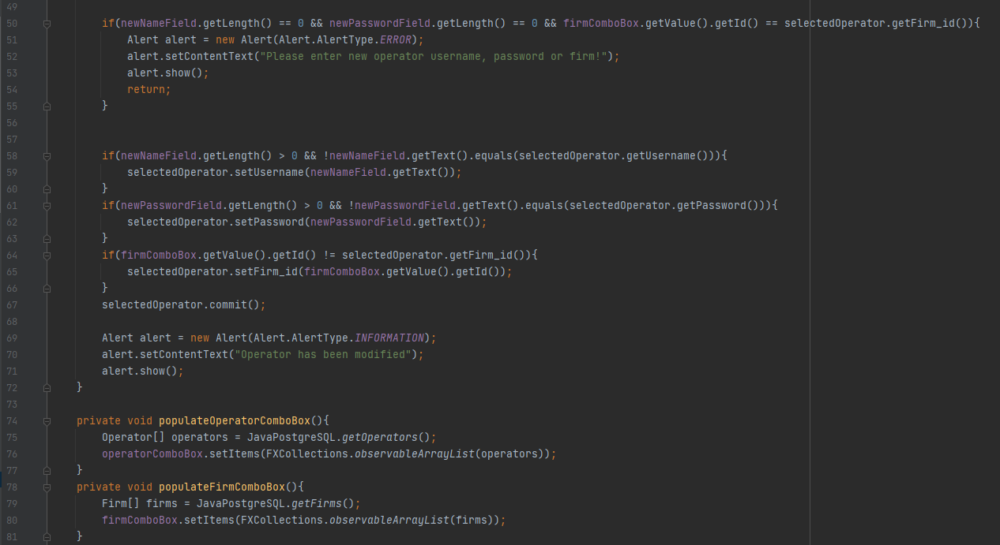 49
50 if(newNameField.getLength() == 0 && newPasswordField.getLength() == 0 && firmComboBox.getValue().getId() == selectedOperator.getFirm_id()){
51 Alert alert = new Alert(Alert.AlertType.ERROR);
52 alert.setContentText("Please enter new operator username, password or firm!");
53 alert.show();
54 return;
55 }
56
57
58 if(newNameField.getLength() > 0 && !newNameField.getText().equals(selectedOperator.getUsername())){
59 selectedOperator.setUsername(newNameField.getText());
60 }
61 if(newPasswordField.getLength() > 0 && !newPasswordField.getText().equals(selectedOperator.getPassword())){
62 selectedOperator.setPassword(newPasswordField.getText());
63 }
64 if(firmComboBox.getValue().getId() != selectedOperator.getFirm_id()){
65 selectedOperator.setFirm_id(firmComboBox.getValue().getId());
66 }
67 selectedOperator.commit();
68
69 Alert alert = new Alert(Alert.AlertType.INFORMATION);
70 alert.setContentText("Operator has been modified");
71 alert.show();
72 }
73
74 private void populateOperatorComboBox(){
75 Operator[] operators = JavaPostgreSQL.getOperators();
76 operatorComboBox.setItems(FXCollections.observableArrayList(operators));
77 }
78 private void populateFirmComboBox(){
79 Firm[] firms = JavaPostgreSQL.getFirms();
80 firmComboBox.setItems(FXCollections.observableArrayList(firms));
81 }